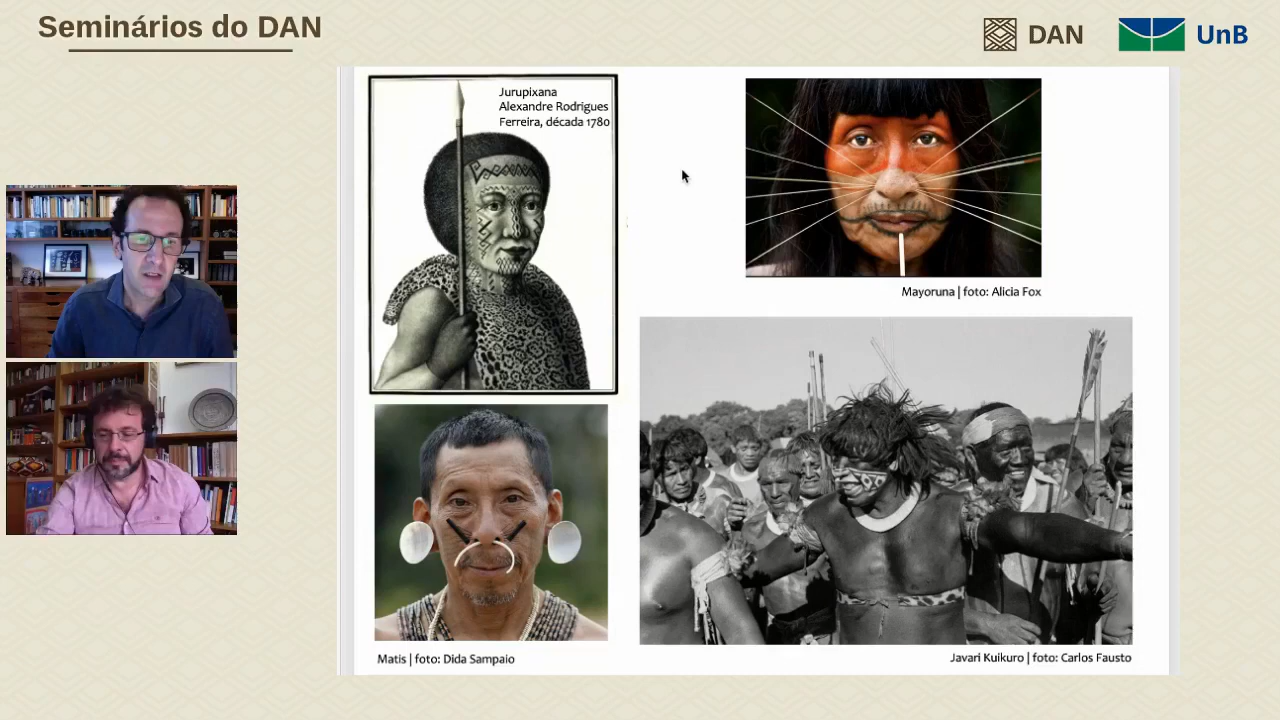 Seminários do DAN
DAN
UnB
Jurupixana
Alexandre Rodrigues
Ferreira, década 1780
Mayoruna | foto: Alicia Fox
Matis | foto: Dida Sampaio
Javari Kuikuro | foto: Carlos Fausto